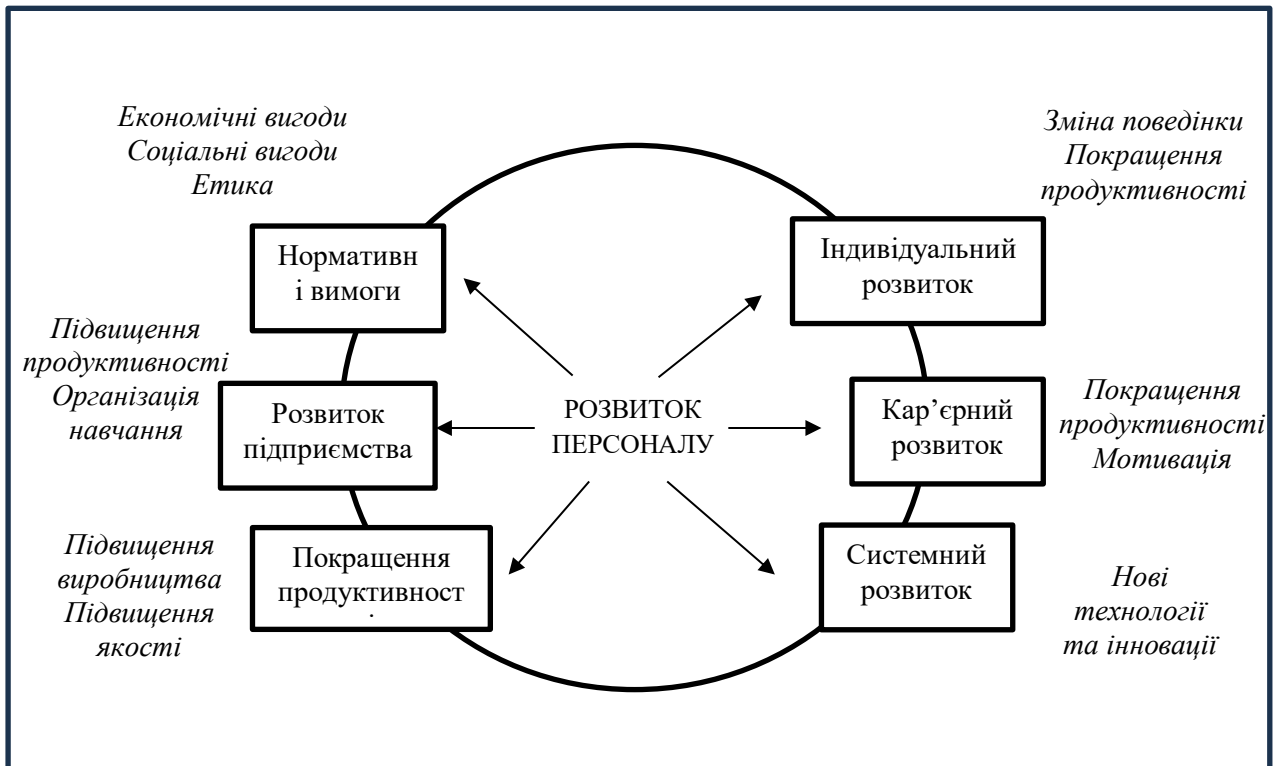 Економічні вигоди
Соціальні вигоди
Етика
Зміна поведінки
Покращення
продуктивності
Нормативн
і вимоги
Індивідуальний
розвиток
Підвищення
продуктивності
Організація
навчання
Розвиток
підприємства
РОЗВИТОК
ПЕРСОНАЛУ
Кар’єрний
розвиток
Покращення
продуктивності
Мотивація
Підвищення
виробництва
Підвищення
якості
Покращення
продуктивност
Системний
розвиток
Нові
технології
та інновації